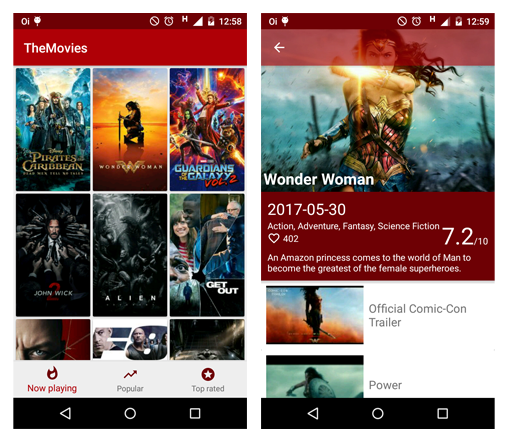 Oi
H
12:58
TheMovies
Disney
PIRATES
of the
CARIBBEAN
DEAD MEN TELL NO TALES
WONDER WOMAN
GUARDIANS
OF THE
GALAXY
VOL. 2
JOHN WICK
ALIEN
GET
OUT
Now playing
Popular
Top rated
Oi
H
12:59
Wonder Woman
2017-05-30
Action, Adventure, Fantasy, Science Fiction
402
7.2/10
An Amazon princess comes to the world of Man to
become the greatest of the female superheroes.
Official Comic-Con
Trailer
Power